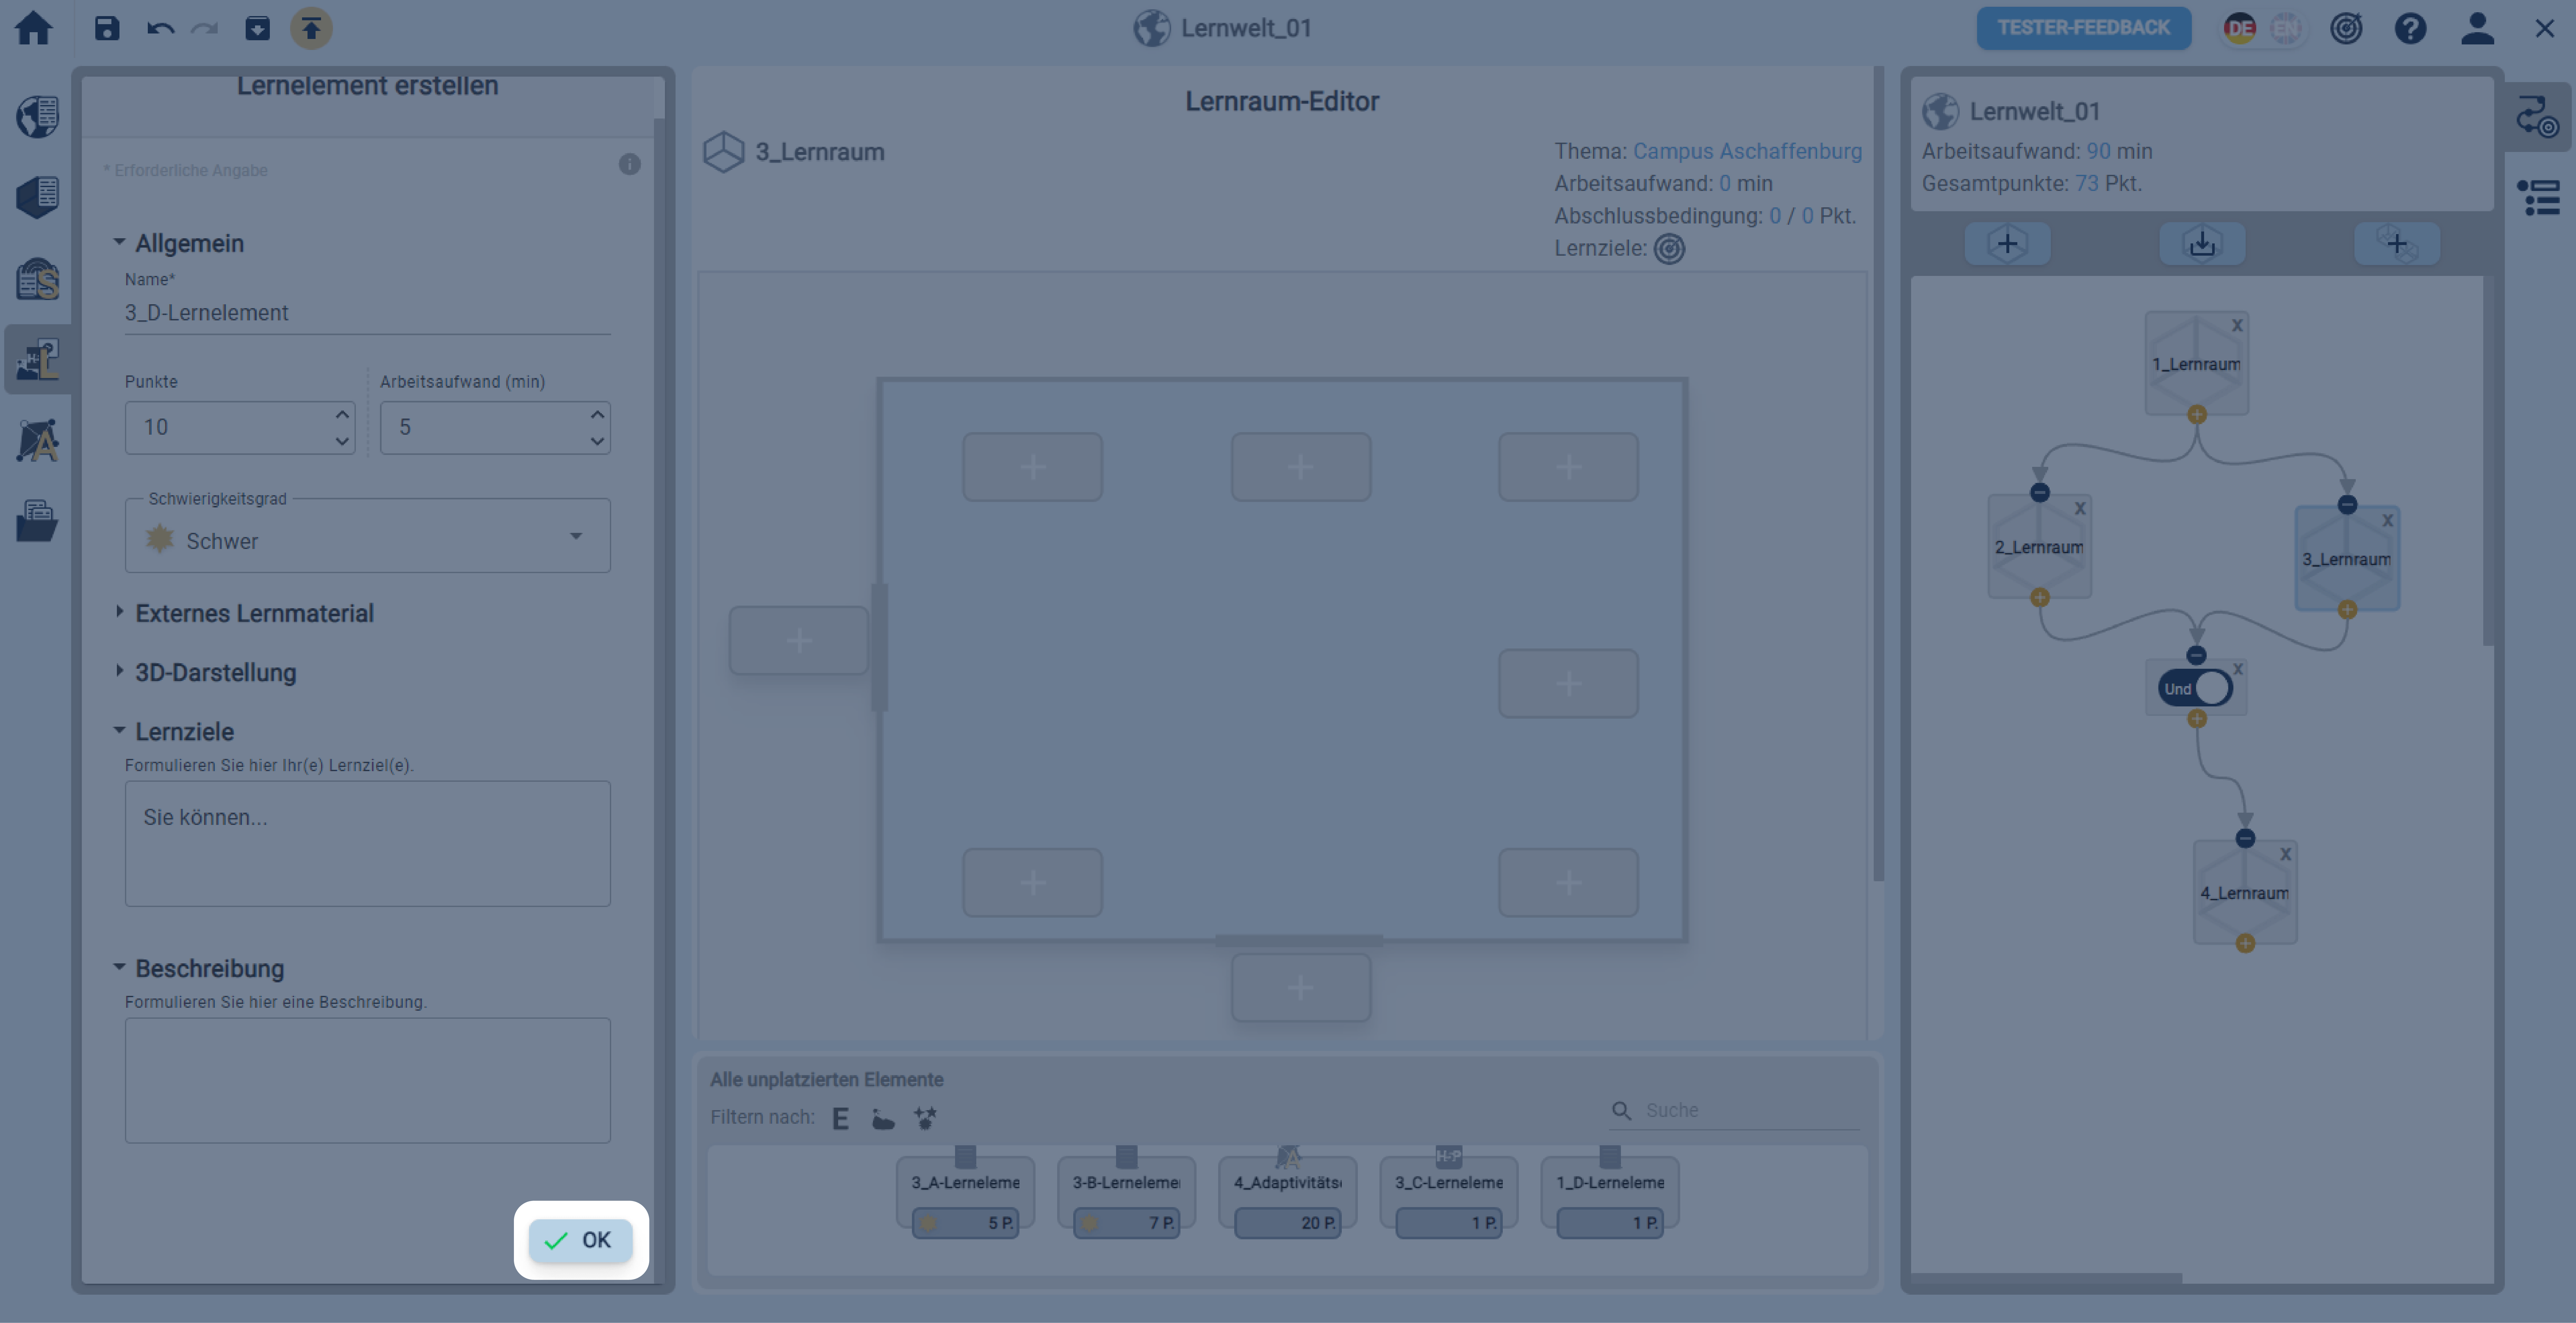 Lernwelt_01
TESTER-FEEDBACK
DE
EN
Lernelement erstellen
* Erforderliche Angabe
Allgemein
Name*
3_D-Lernelement
Punkte
Arbeitsaufwand (min)
10
5
Schwierigkeitsgrad
Schwer
Externes Lernmaterial
3D-Darstellung
Lernziele
Formulieren Sie hier Ihr(e) Lernziel(e).
Sie können...
Beschreibung
Formulieren Sie hier eine Beschreibung.
OK
Lernraum-Editor
3_Lernraum
Thema: Campus Aschaffenburg
Arbeitsaufwand: 0 min
Abschlussbedingung: 0 / 0 Pkt.
Lernziele:
Alle unplatzierten Elemente
Filtern nach: E
Suche
3_A-Lerneleme
5 P.
3-B-Lerneleme
7 P.
4_Adaptivitäts
20 P.
H-P
3_C-Lerneleme
1 P.
1_D-Lerneleme
1 P.
Lernwelt_01
Arbeitsaufwand: 90 min
Gesamtpunkte: 73 Pkt.
1_Lernraum
X
2_Lernraum
X
3_Lernraum
X
Und
X
4_Lernraum
X